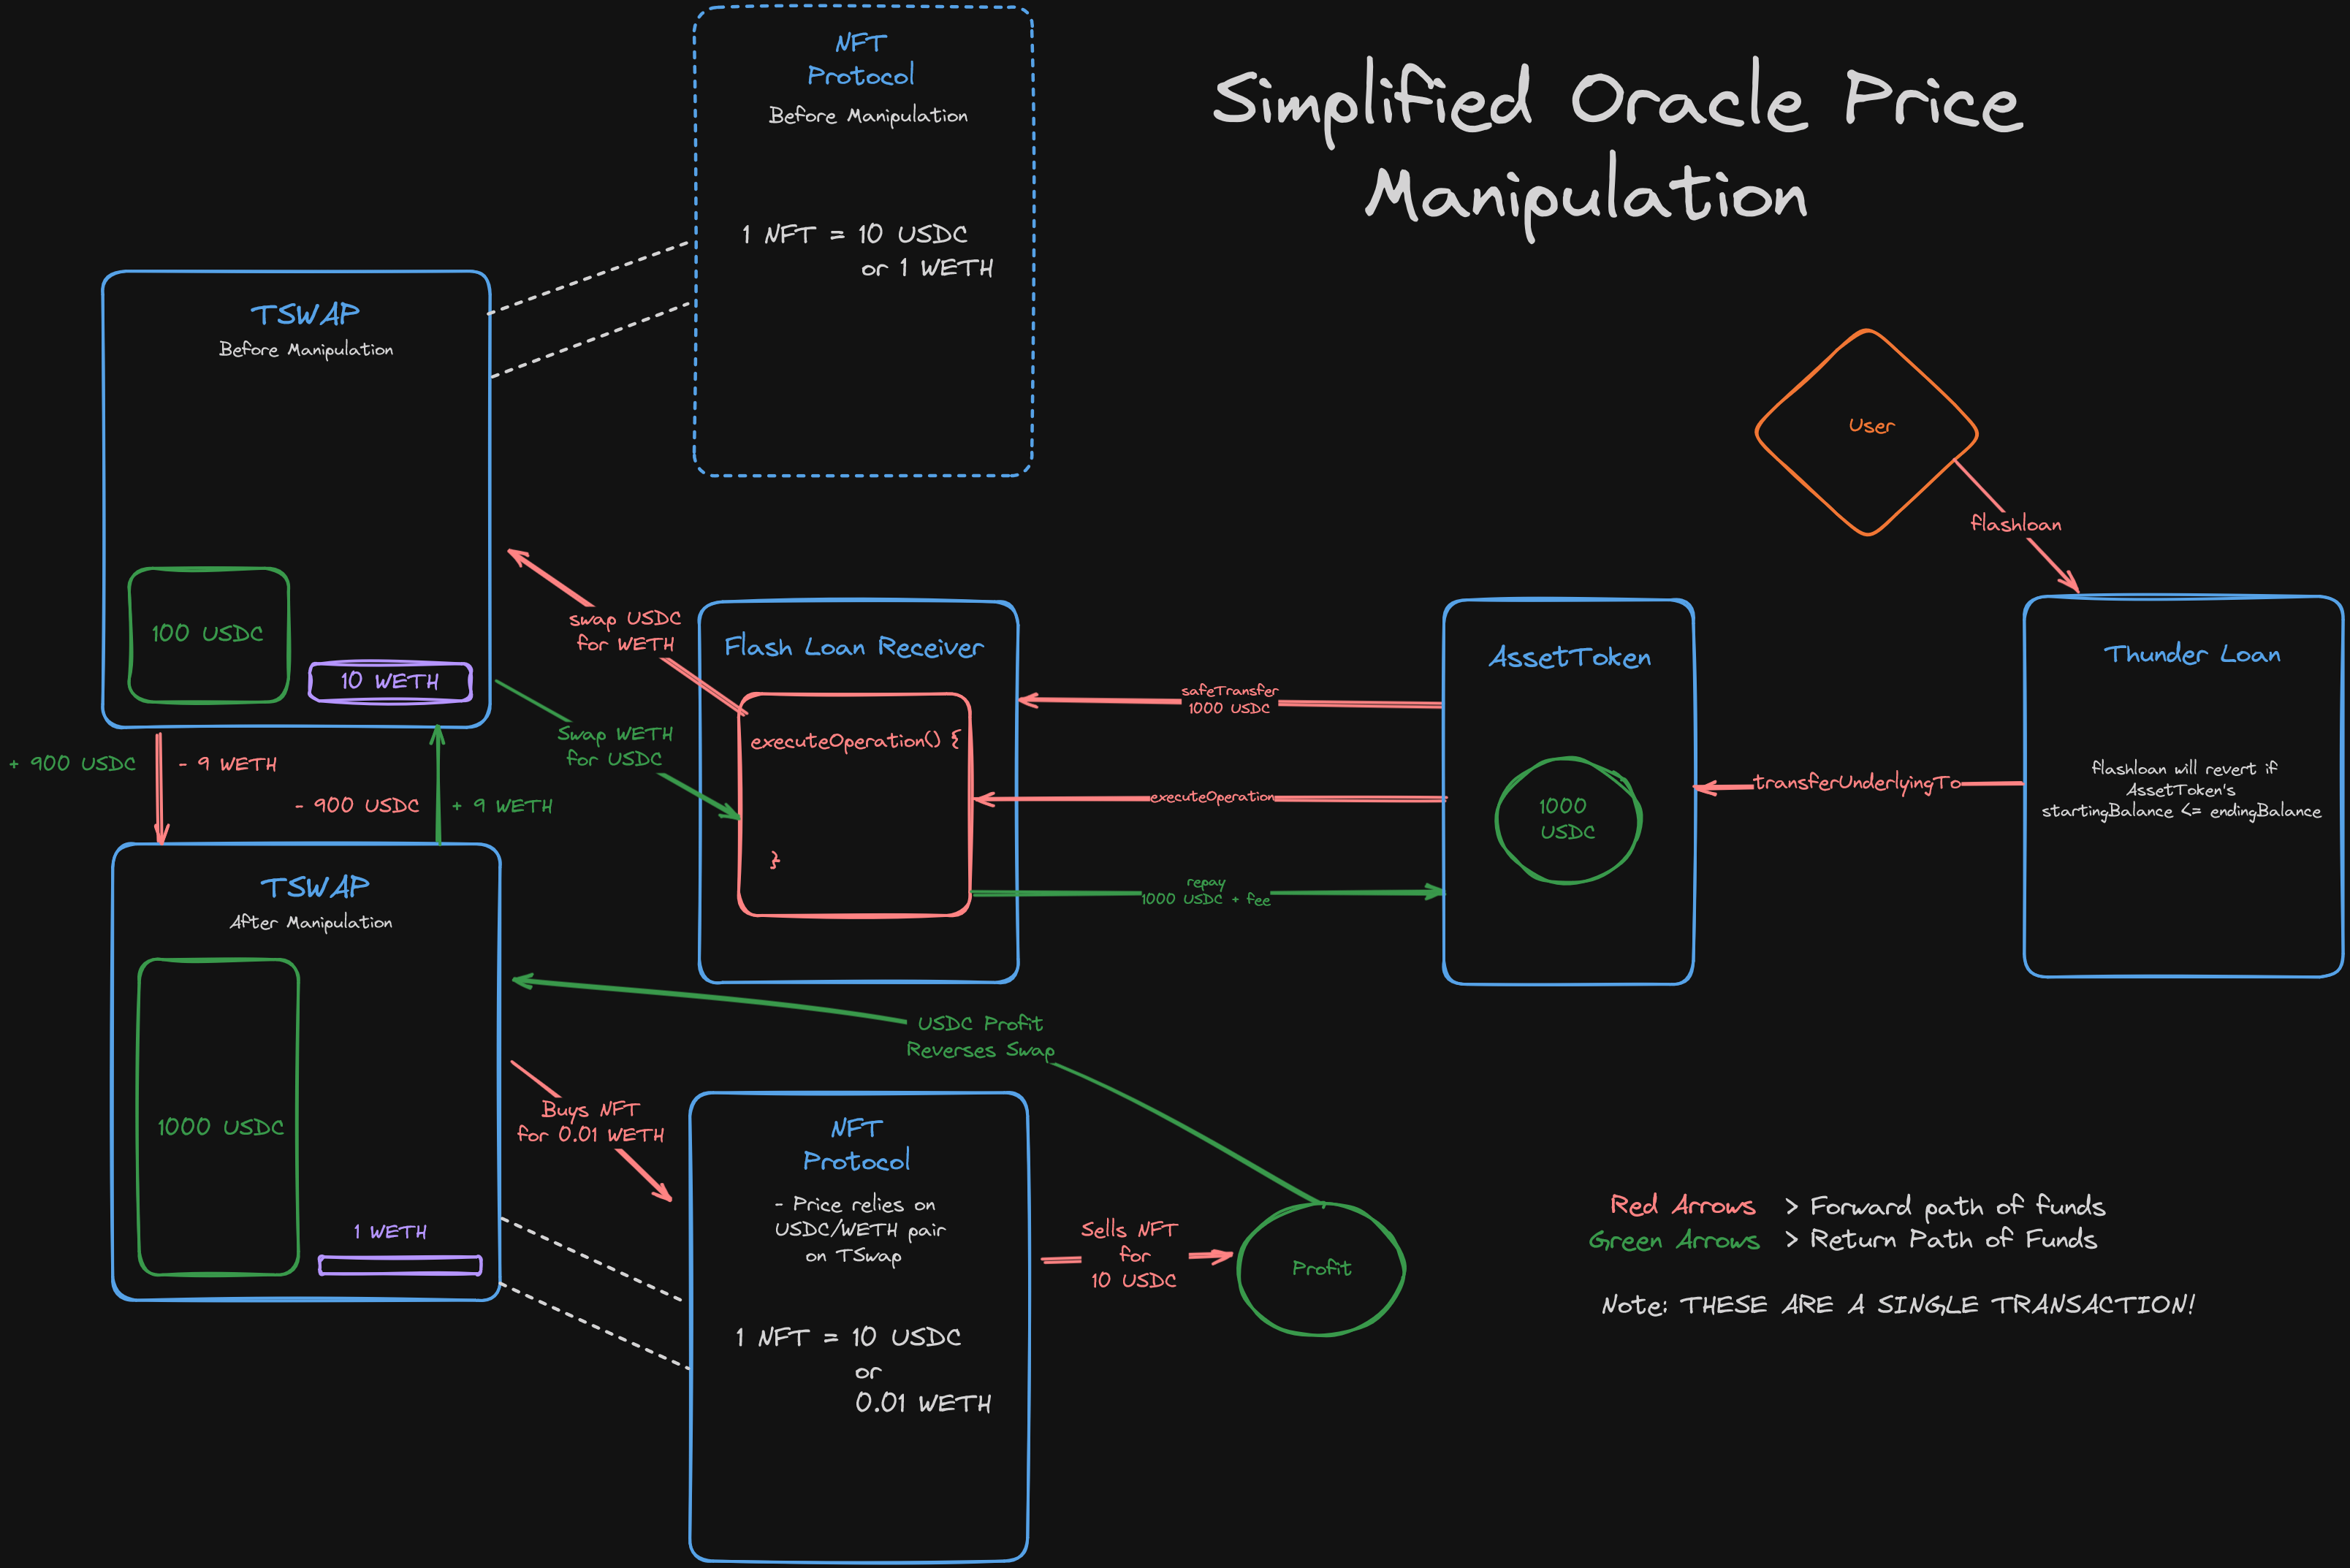 Simplified Oracle Price
Manipulation
NFT
Protocol
Before Manipulation
1 NFT = 10 USDC
or 1 WETH
TSWAP
Before Manipulation
100 USDC
10 WETH
User
flashloan
swap USDC
for WETH
Swap WETH
for USDC
Flash Loan Receiver
executeOperation() {
}
safeTransfer
1000 USDC
executeOperation
repay
1000 USDC + fee
AssetToken
1000
USDC
transferUnderlyingTo
Thunder Loan
flashloan will revert if
AssetToken's
startingBalance <= endingBalance
+ 900 USDC
- 9 WETH
- 900 USDC
+ 9 WETH
TSWAP
After Manipulation
1000 USDC
1 WETH
USDC Profit
Reverses Swap
Buys NFT
for 0.01 WETH
NFT
Protocol
- Price relies on
USDC/WETH pair
on TSwap
1 NFT = 10 USDC
or
0.01 WETH
Sells NFT
for
10 USDC
Profit
Red Arrows > Forward path of funds
Green Arrows > Return Path of Funds
Note: THESE ARE A SINGLE TRANSACTION!